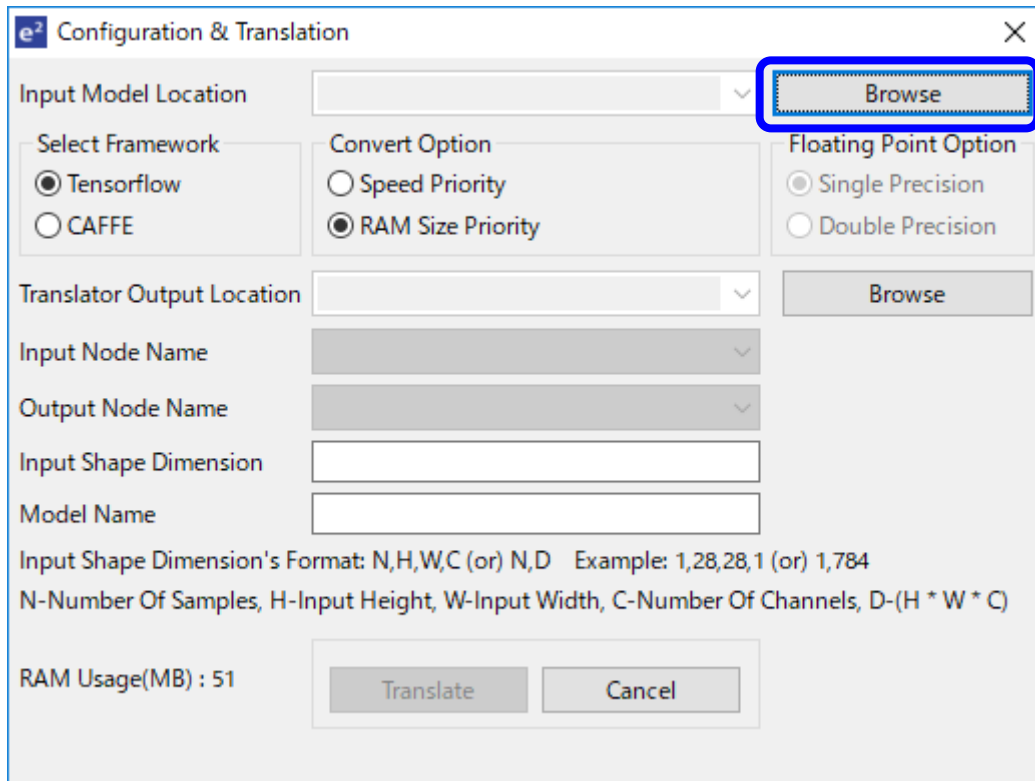 e² Configuration & Translation
Input Model Location Browse
Select Framework Convert Option Floating Point Option
Tensorflow Speed Priority Single Precision
CAFFE RAM Size Priority Double Precision
Translator Output Location Browse
Input Node Name
Output Node Name
Input Shape Dimension
Model Name
Input Shape Dimension's Format: N,H,W,C (or) N,D Example: 1,28,28,1 (or) 1,784
N-Number Of Samples, H-Input Height, W-Input Width, C-Number Of Channels, D-(H * W * C)
RAM Usage(MB) : 51 Translate Cancel